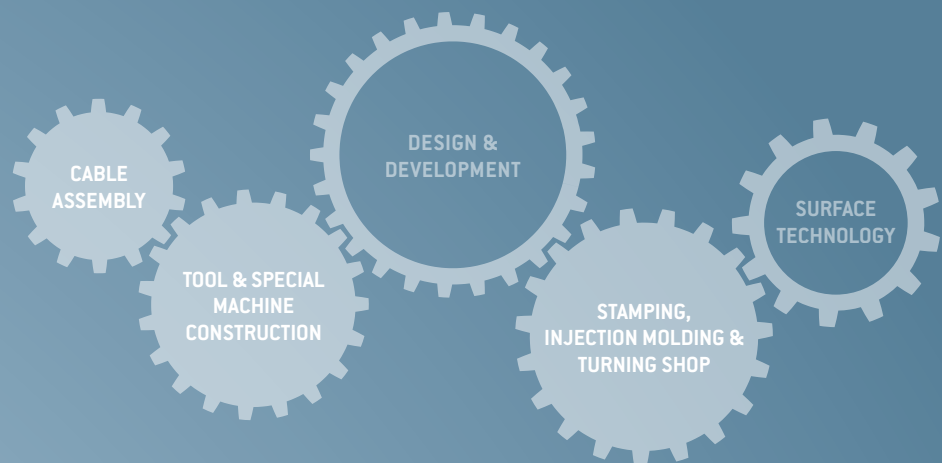 CABLE
ASSEMBLY
TOOL & SPECIAL
MACHINE
CONSTRUCTION
DESIGN &
DEVELOPMENT
STAMPING,
INJECTION MOLDING &
TURNING SHOP
SURFACE
TECHNOLOGY